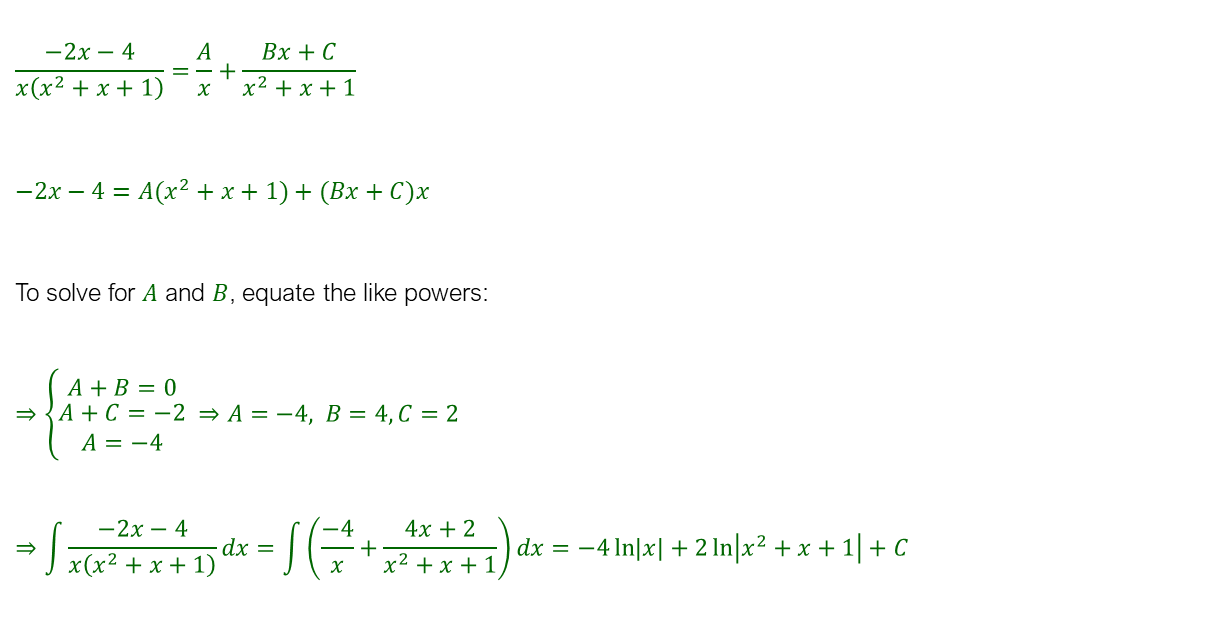 (−2x − 4)/(x(x² + x + 1)) = A/x + (Bx + C)/(x² + x + 1)
−2x − 4 = A(x² + x + 1) + (Bx + C)x
To solve for A and B, equate the like powers:
⇒ { A + B = 0
A + C = −2 ⇒ A = −4, B = 4, C = 2
A = −4
⇒ ∫ (−2x − 4)/(x(x² + x + 1)) dx = ∫ (−4/x + (4x + 2)/(x² + x + 1)) dx = −4 ln|x| + 2 ln|x² + x + 1| + C